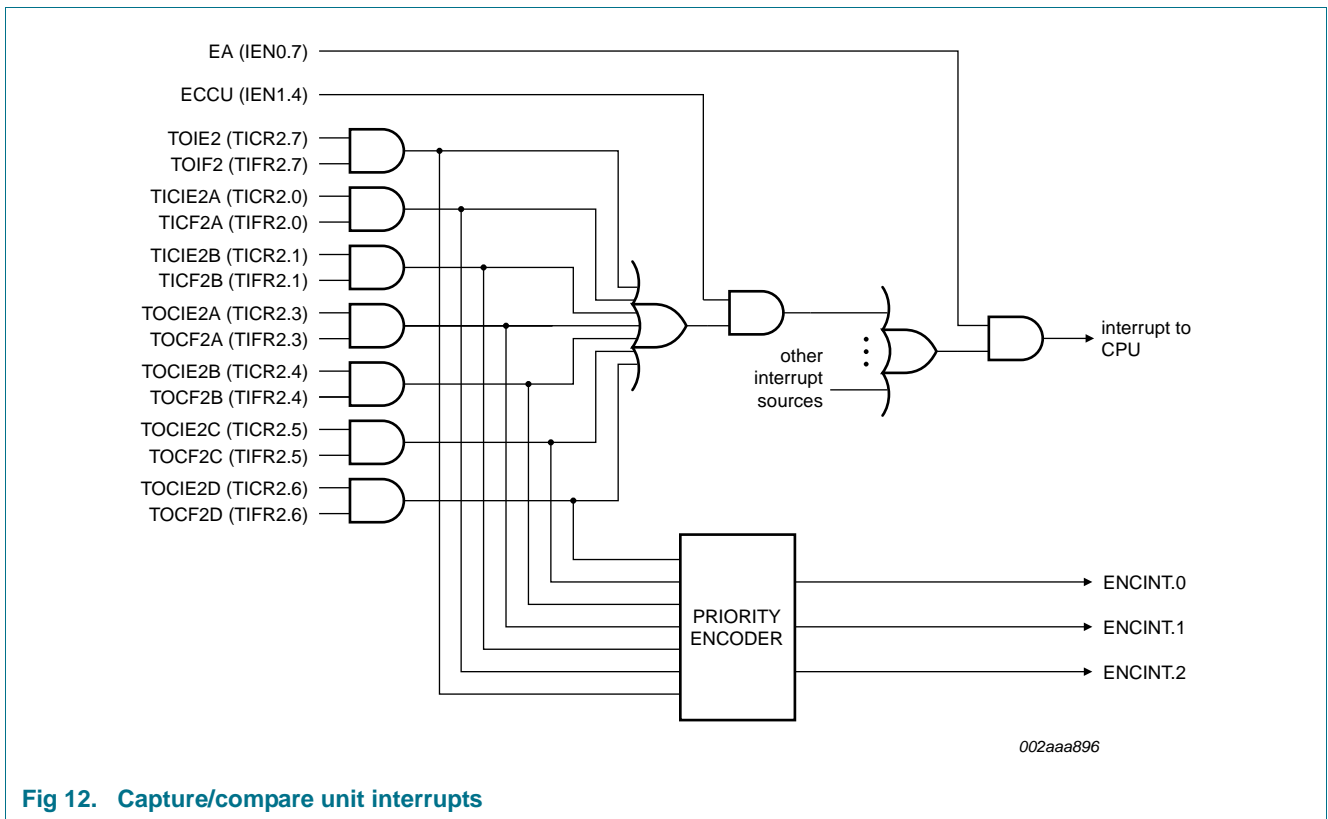 EA (IEN0.7)
ECCU (IEN1.4)
TOIE2 (TICR2.7)
TOIF2 (TIFR2.7)
TICIE2A (TICR2.0)
TICF2A (TIFR2.0)
TICIE2B (TICR2.1)
TICF2B (TIFR2.1)
TOCIE2A (TICR2.3)
TOCF2A (TIFR2.3)
TOCIE2B (TICR2.4)
TOCF2B (TIFR2.4)
TOCIE2C (TICR2.5)
TOCF2C (TIFR2.5)
TOCIE2D (TICR2.6)
TOCF2D (TIFR2.6)
other
interrupt
sources
interrupt to
CPU
PRIORITY
ENCODER
ENCINT.0
ENCINT.1
ENCINT.2
002aaa896
Fig 12. Capture/compare unit interrupts